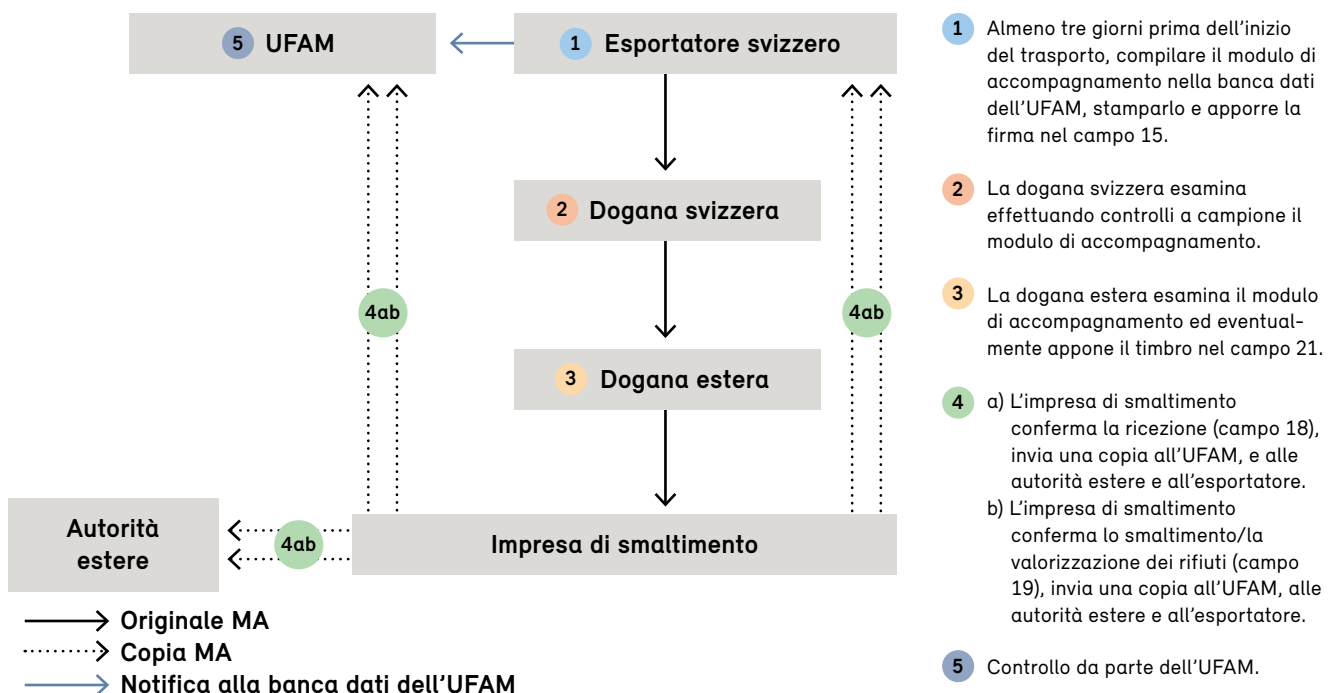 5 UFAM
1 Esportatore svizzero
2 Dogana svizzera
4ab
4ab
3 Dogana estera
Autorità
estere
4ab
Impresa di smaltimento
Originale MA
Copia MA
Notifica alla banca dati dell'UFAM
1 Almeno tre giorni prima dell'inizio
del trasporto, compilare il modulo di
accompagnamento nella banca dati
dell'UFAM, stamparlo e apporre la
firma nel campo 15.
2 La dogana svizzera esamina
effettuando controlli a campione il
modulo di accompagnamento.
3 La dogana estera esamina il modulo
di accompagnamento ed eventual-
mente appone il timbro nel campo 21.
4 a) L'impresa di smaltimento
conferma la ricezione (campo 18),
invia una copia all'UFAM, e alle
autorità estere e all'esportatore.
b) L'impresa di smaltimento
conferma lo smaltimento/la
valorizzazione dei rifiuti (campo
19), invia una copia all'UFAM, alle
autorità estere e all'esportatore.
5 Controllo da parte dell'UFAM.